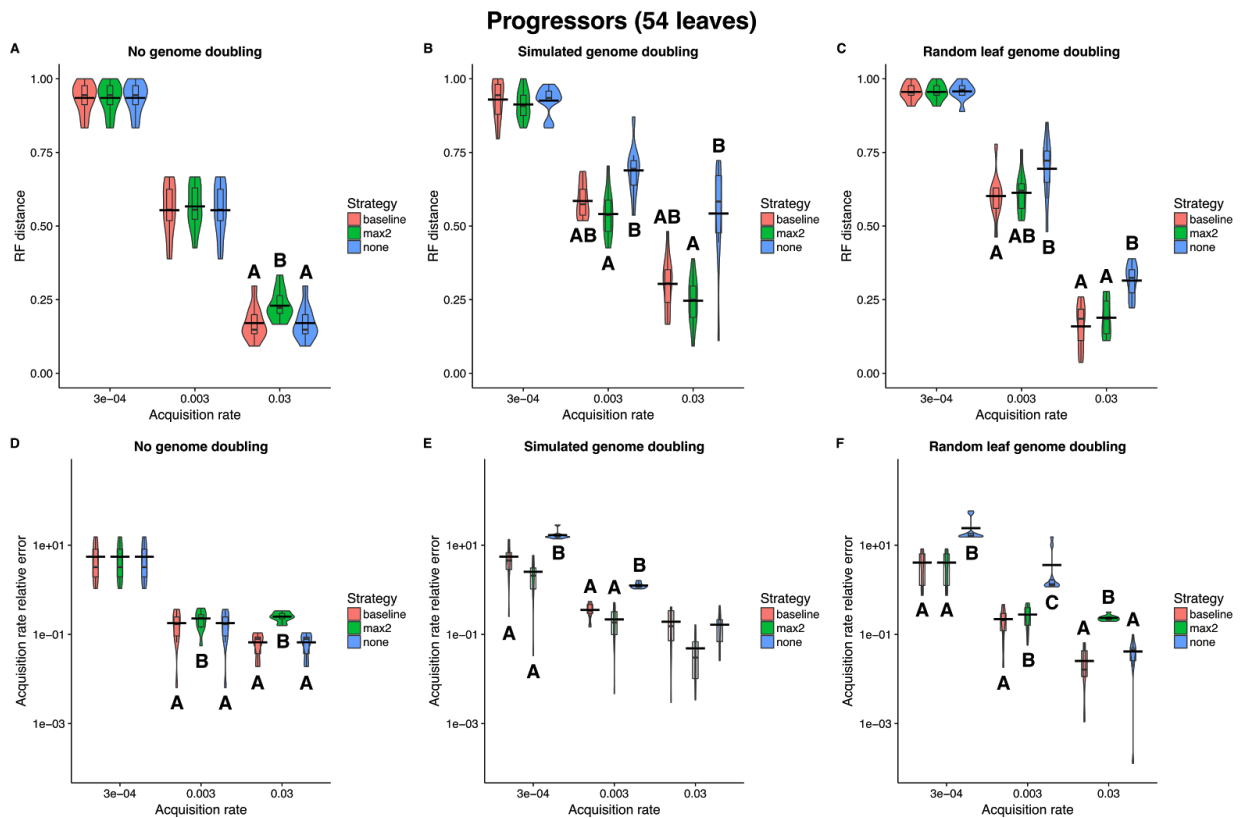 Progressors (54 leaves)
A
No genome doubling
RF distance
1.00
0.75
0.50
0.25
0.00
A
B
A
3e−04
0.003
0.03
Acquisition rate
Strategy
baseline
max2
none
B
Simulated genome doubling
RF distance
1.00
0.75
0.50
0.25
0.00
AB
A
B
AB
A
B
3e−04
0.003
0.03
Acquisition rate
Strategy
baseline
max2
none
C
Random leaf genome doubling
RF distance
1.00
0.75
0.50
0.25
0.00
A
AB
B
A
A
B
3e−04
0.003
0.03
Acquisition rate
Strategy
baseline
max2
none
D
No genome doubling
Acquisition rate relative error
1e+01
1e−01
1e−03
A
B
A
A
B
A
3e−04
0.003
0.03
Acquisition rate
Strategy
baseline
max2
none
E
Simulated genome doubling
Acquisition rate relative error
1e+01
1e−01
1e−03
A
A
B
A
A
B
3e−04
0.003
0.03
Acquisition rate
Strategy
baseline
max2
none
F
Random leaf genome doubling
Acquisition rate relative error
1e+01
1e−01
1e−03
A
A
B
A
B
C
A
B
A
3e−04
0.003
0.03
Acquisition rate
Strategy
baseline
max2
none